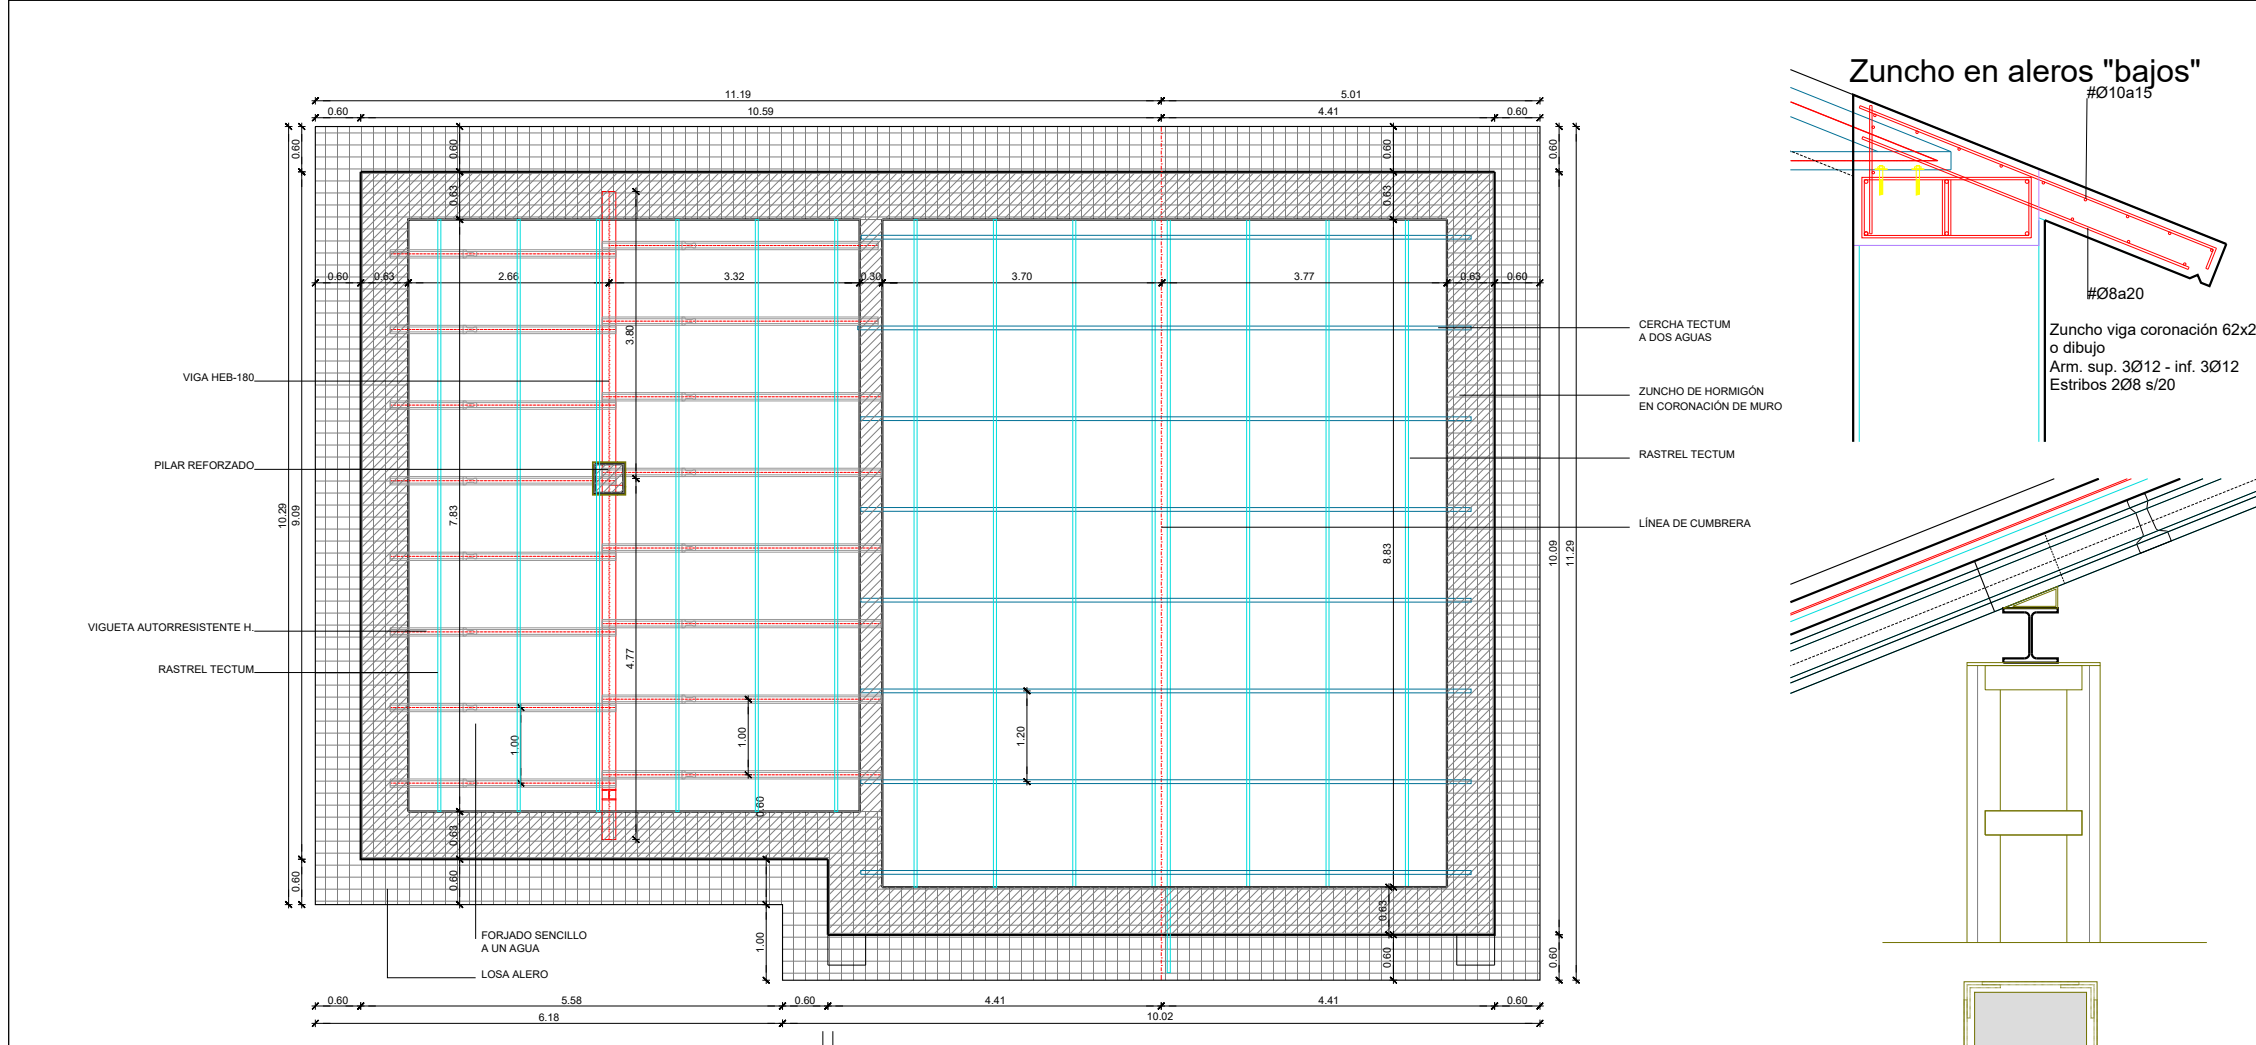 Zuncho en aleros "bajos"
#Ø10a15
#Ø8a20
Zuncho viga coronación 62x2
o dibujo
Arm. sup. 3Ø12 - inf. 3Ø12
Estribos 2Ø8 s/20
11.19
5.01
0.60
10.59
4.41
0.60
0.60
0.60
0.60
0.60
0.63
0.63
0.60
0.63
2.66
3.32
0.30
3.70
3.77
0.63
0.60
3.80
CERCHA TECTUM
A DOS AGUAS
VIGA HEB-180
ZUNCHO DE HORMIGÓN
EN CORONACIÓN DE MURO
RASTREL TECTUM
PILAR REFORZADO
10.29
9.09
7.83
LÍNEA DE CUMBRERA
8.83
10.09
11.29
VIGUETA AUTORRESISTENTE H.
4.77
RASTREL TECTUM
1.00
1.00
1.20
0.60
0.63
0.60
0.60
0.63
FORJADO SENCILLO
A UN AGUA
1.00
0.60
0.60
LOSA ALERO
0.60
5.58
0.60
4.41
4.41
0.60
6.18
10.02